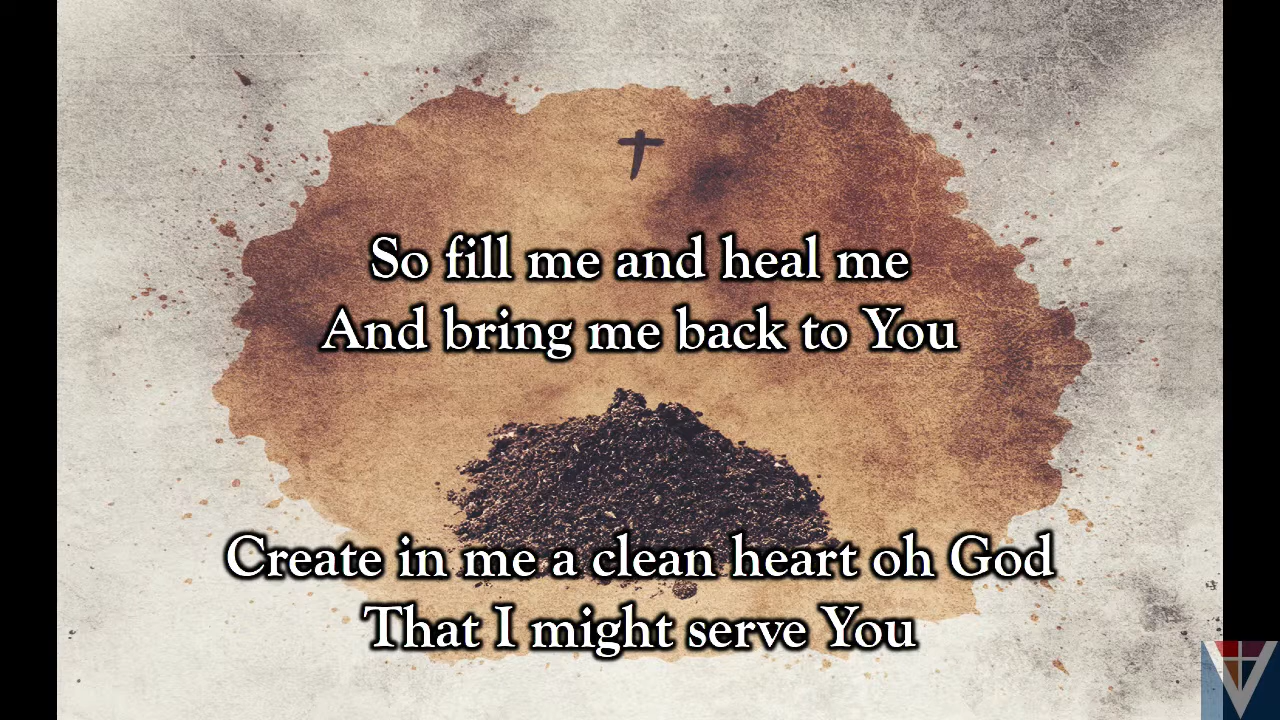 So fill me and heal me
And bring me back to You
Create in me a clean heart oh God
That I might serve You